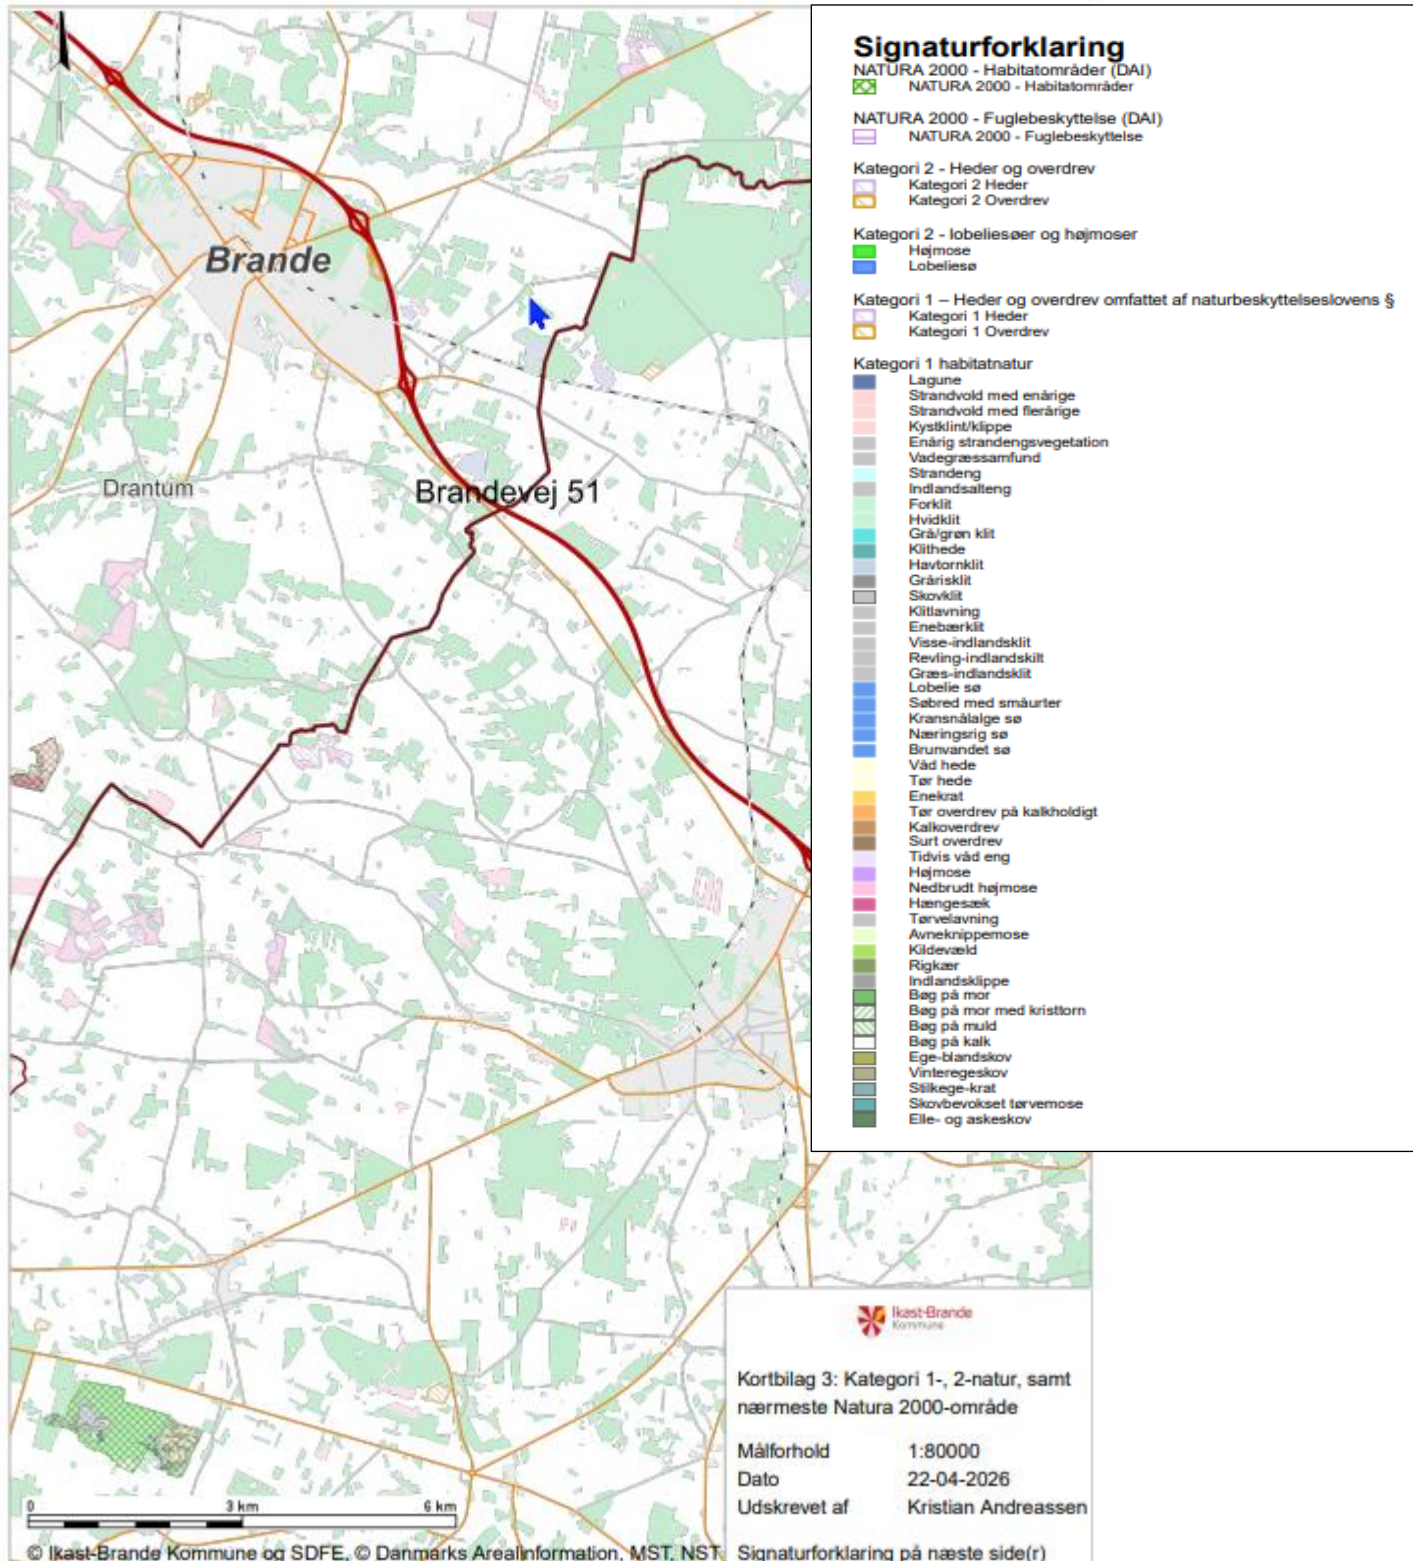 Signaturforklaring
NATURA 2000 - Habitatområder (DAI)
NATURA 2000 - Habitatområder
NATURA 2000 - Fuglebeskyttelse (DAI)
NATURA 2000 - Fuglebeskyttelse
Kategori 2 - Heder og overdrev
Kategori 2 Heder
Kategori 2 Overdrev
Kategori 2 - lobeliesøer og højmoser
Højmose
Lobeliesø
Kategori 1 – Heder og overdrev omfattet af naturbeskyttelseslovens §
Kategori 1 Heder
Kategori 1 Overdrev
Kategori 1 habitatnatur
Lagune
Strandvold med enårige
Strandvold med flerårige
Kystklint/klippe
Enårig strandengsvegetation
Vadegræssamfund
Strandeng
Indlandsalteng
Forklit
Hvidklit
Grå/grøn klit
Klithede
Havtornklit
Grårisklit
Skovklit
Klitlavning
Enebærklit
Visse-indlandsklit
Revling-indlandskilt
Græs-indlandsklit
Lobelie sø
Søbred med småurter
Kransnålalge sø
Næringsrig sø
Brunvandet sø
Våd hede
Tør hede
Enekrat
Tør overdrev på kalkholdigt
Kalkoverdrev
Surt overdrev
Tidvis våd eng
Højmose
Nedbrudt højmose
Hængesæk
Tørvelavning
Avneknippemose
Kildevæld
Rigkær
Indlandsklippe
Bøg på mor
Bøg på mor med kristtorn
Bøg på muld
Bøg på kalk
Ege-blandskov
Vinteregeskov
Stilkege-krat
Skovbevokset tørvemose
Elle- og askeskov
Brande
Drantum
Brandevej 51
Ikast-Brande
Kommune
Kortbilag 3: Kategori 1-, 2-natur, samt
nærmeste Natura 2000-område
Målforhold 1:80000
Dato 22-04-2026
Udskrevet af Kristian Andreassen
Signaturforklaring på næste side(r)
0 3 km 6 km
© Ikast-Brande Kommune og SDFE, © Danmarks Arealinformation, MST, NST,